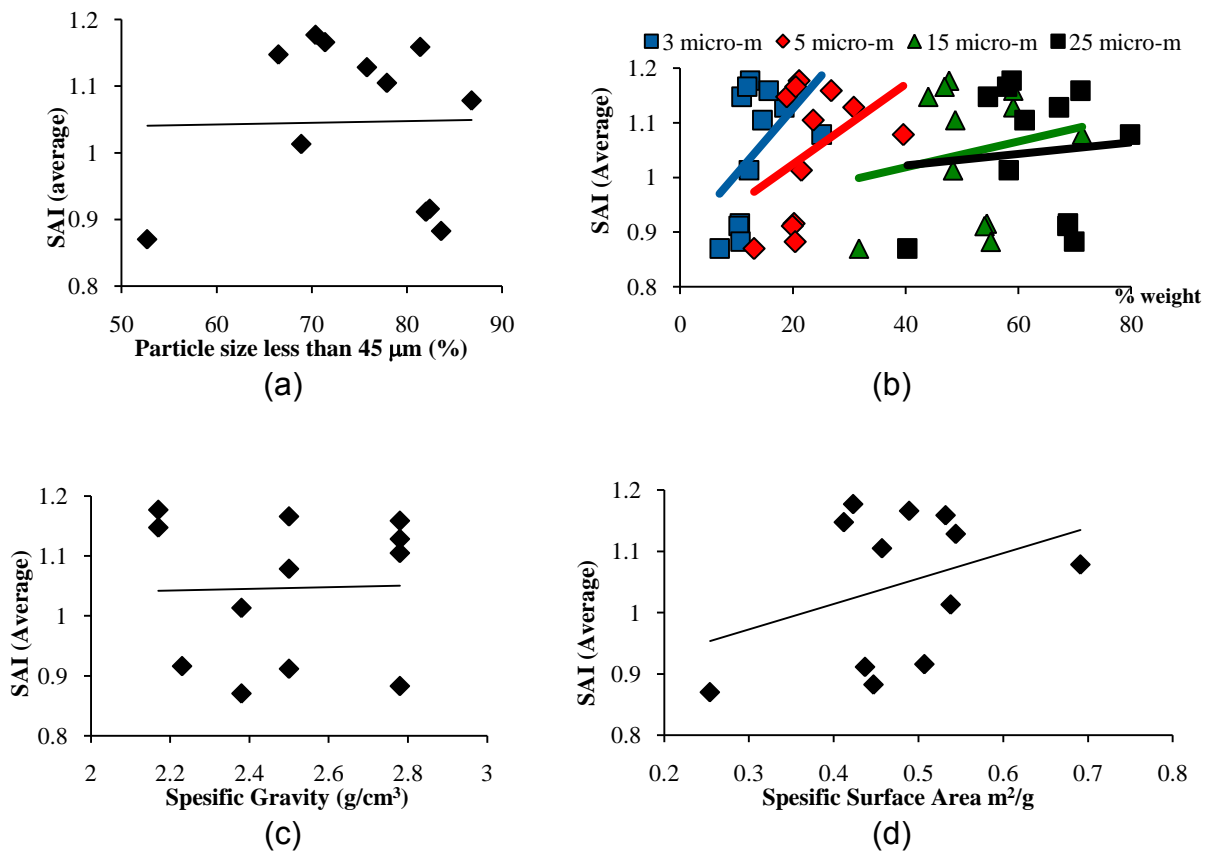 1.2
1.1
1
0.9
0.8
SAI (average)
50 60 70 80 90
Particle size less than 45 µm (%)
(a)
3 micro-m 5 micro-m 15 micro-m 25 micro-m
1.2
1.1
1
0.9
0.8
SAI (Average)
% weight
0 20 40 60 80
(b)
1.2
1.1
1
0.9
0.8
SAI (Average)
2 2.2 2.4 2.6 2.8 3
Spesific Gravity (g/cm³)
(c)
1.2
1.1
1
0.9
0.8
SAI (Average)
0.2 0.3 0.4 0.5 0.6 0.7 0.8
Spesific Surface Area m²/g
(d)